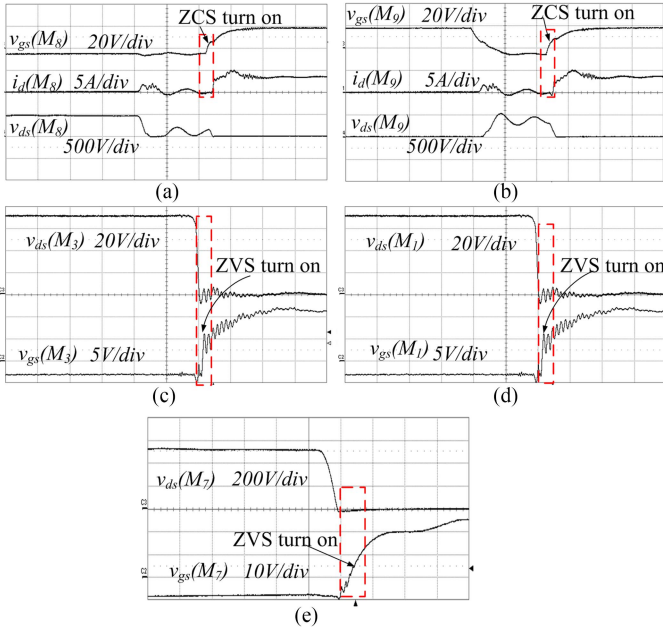 ZCS turn on
vgs(M8) 20V/div
id(M8) 5A/div
vds(M8)
500V/div
(a)
20V/div ZCS turn on
vgs(M9)
id(M9) 5A/div
vds(M9)
500V/div
(b)
vds(M3) 20V/div
ZVS turn on
vgs(M3) 5V/div
(c)
vds(M1) 20V/div
ZVS turn on
vgs(M1) 5V/div
(d)
vds(M7) 200V/div
ZVS turn on
vgs(M7) 10V/div
(e)